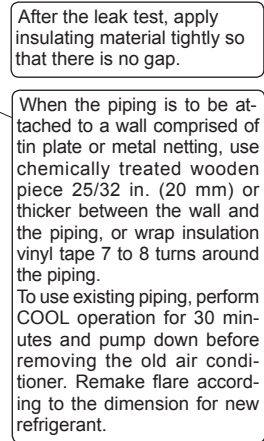 After the leak test, apply
insulating material tightly so
that there is no gap.
When the piping is to be at-
tached to a wall comprised of
tin plate or metal netting, use
chemically treated wooden
piece 25/32 in. (20 mm) or
thicker between the wall and
the piping, or wrap insulation
vinyl tape 7 to 8 turns around
the piping.
To use existing piping, perform
COOL operation for 30 min-
utes and pump down before
removing the old air condi-
tioner. Remake flare accord-
ing to the dimension for new
refrigerant.